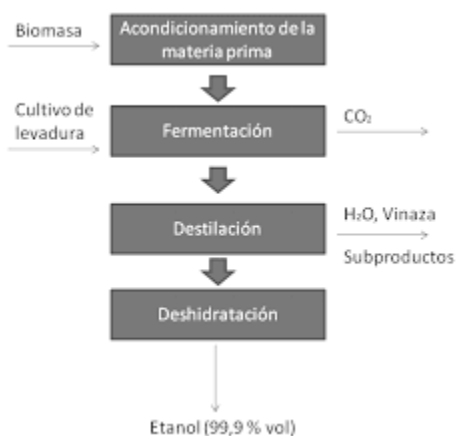 Biomasa
Acondicionamiento de la
materia prima
Cultivo de
levadura
Fermentación
CO₂
Destilación
H₂O, Vinaza
Subproductos
Deshidratación
Etanol (99,9 % vol)